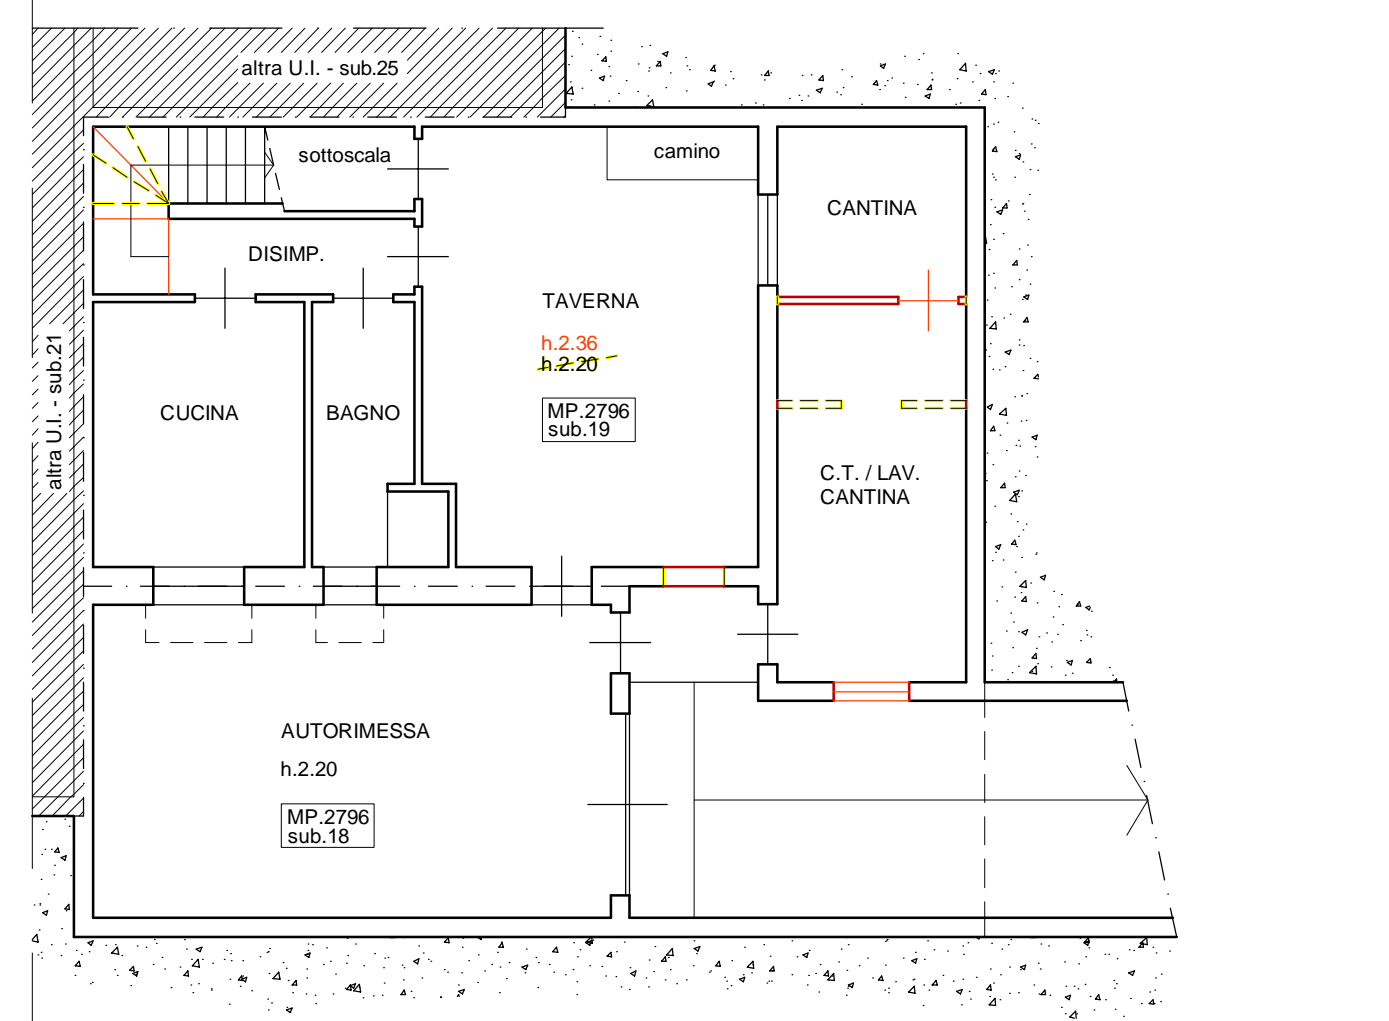 altra U.I. - sub.25
sottoscala
camino
CANTINA
DISIMP.
TAVERNA
h.2.36
h.2.20
altra U.I. - sub.21
CUCINA
BAGNO
MP.2796
sub.19
C.T. / LAV.
CANTINA
AUTORIMESSA
h.2.20
MP.2796
sub.18